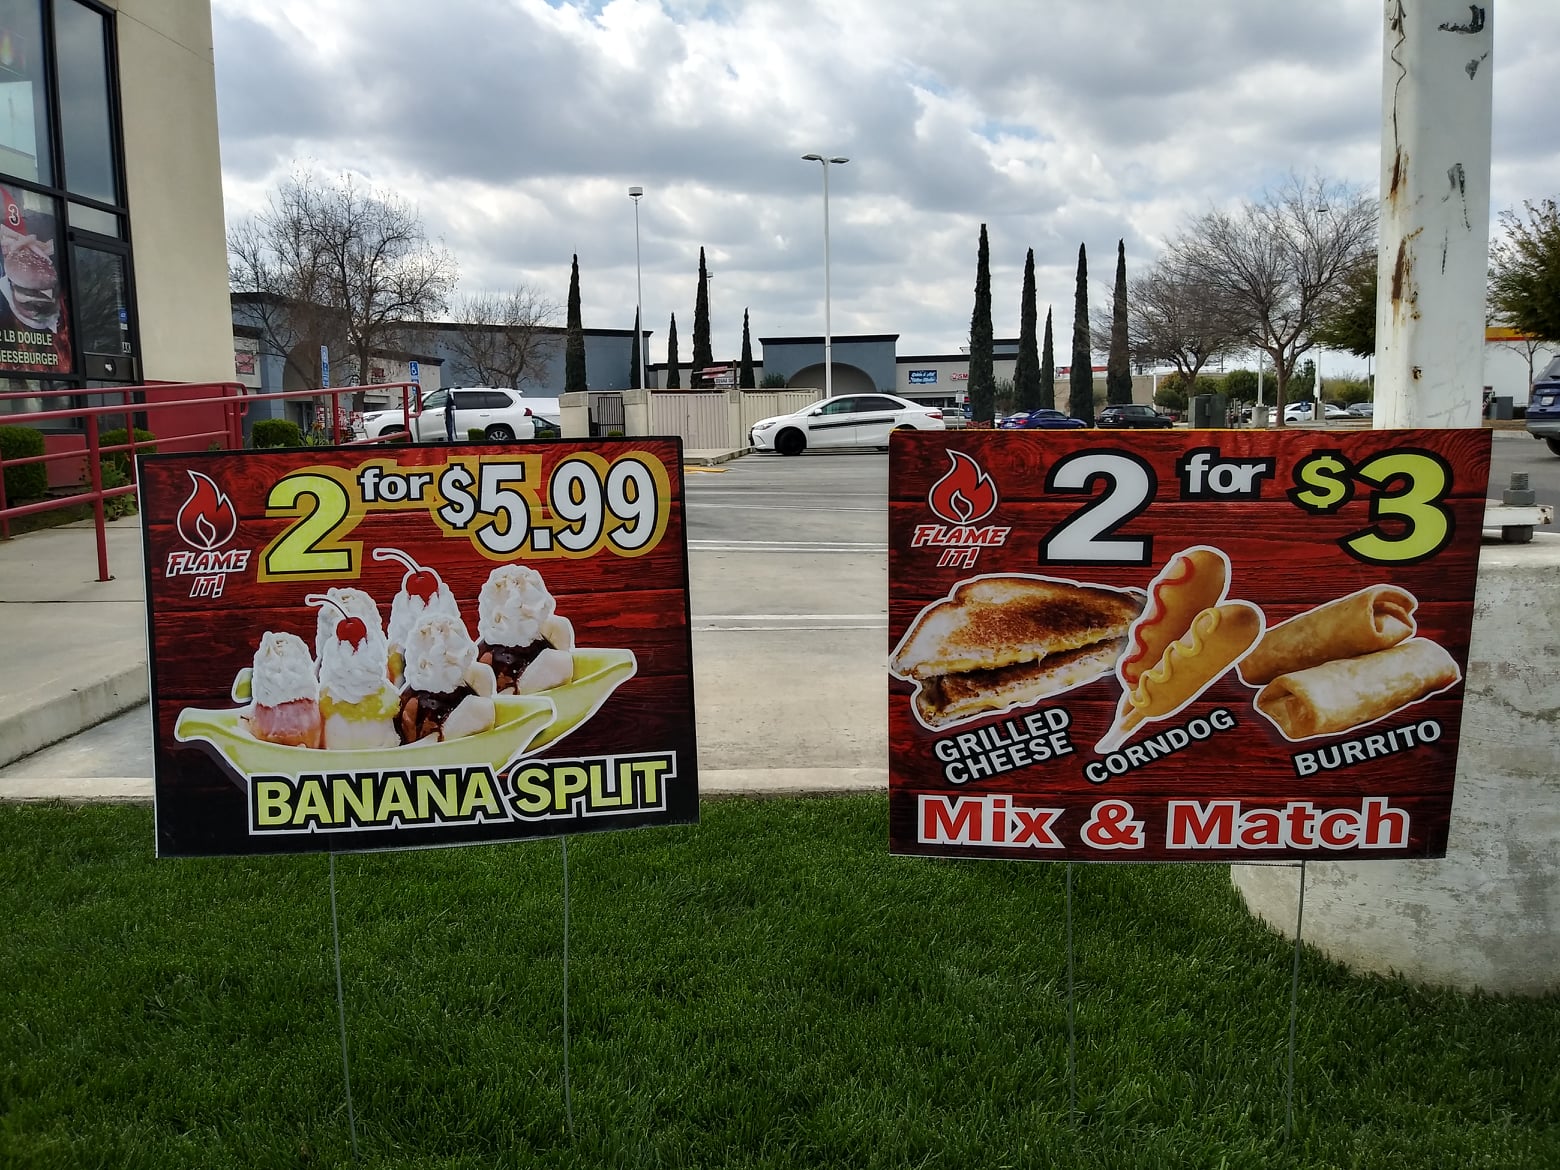 LB DOUBLE
CHEESEBURGER
FLAME
IT!
2 for $5.99
BANANA SPLIT
FLAME
IT!
2 for $3
GRILLED
CHEESE
CORNDOG
BURRITO
Mix & Match